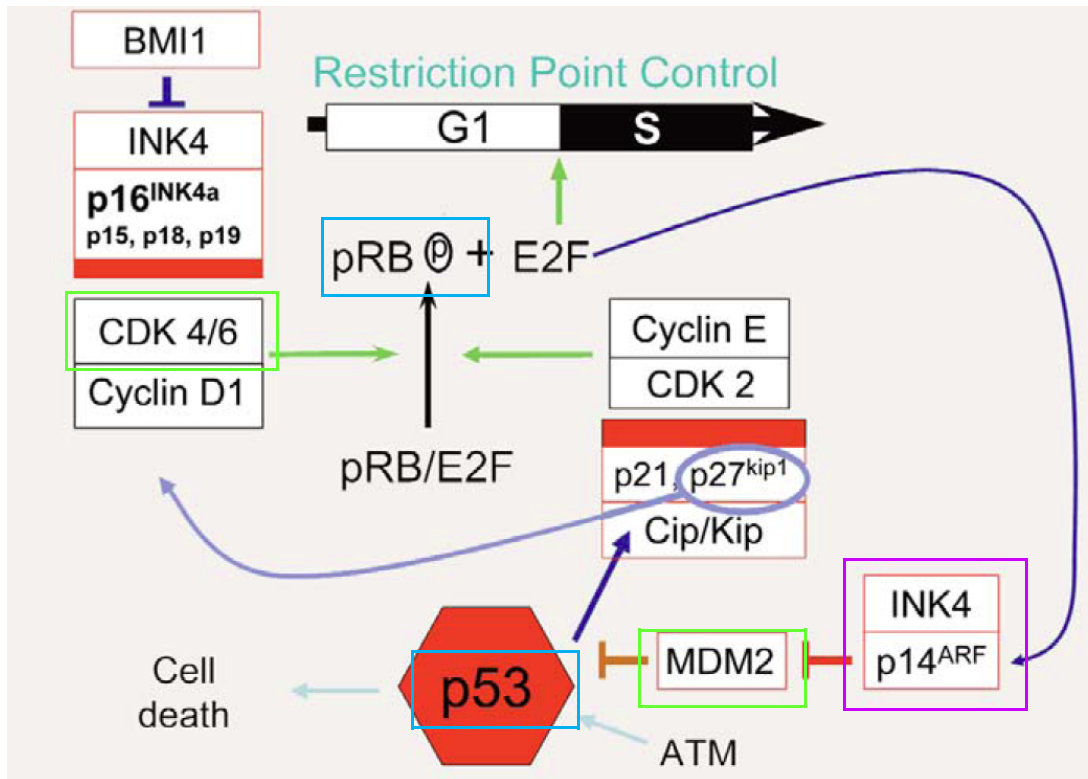 BMI1
Restriction Point Control
INK4
G1
S
p16INK4a
p15, p18, p19
pRB p + E2F
CDK 4/6
Cyclin D1
Cyclin E
CDK 2
pRB/E2F
p21, p27kip1
Cip/Kip
INK4
p14ARF
MDM2
p53
Cell
death
ATM